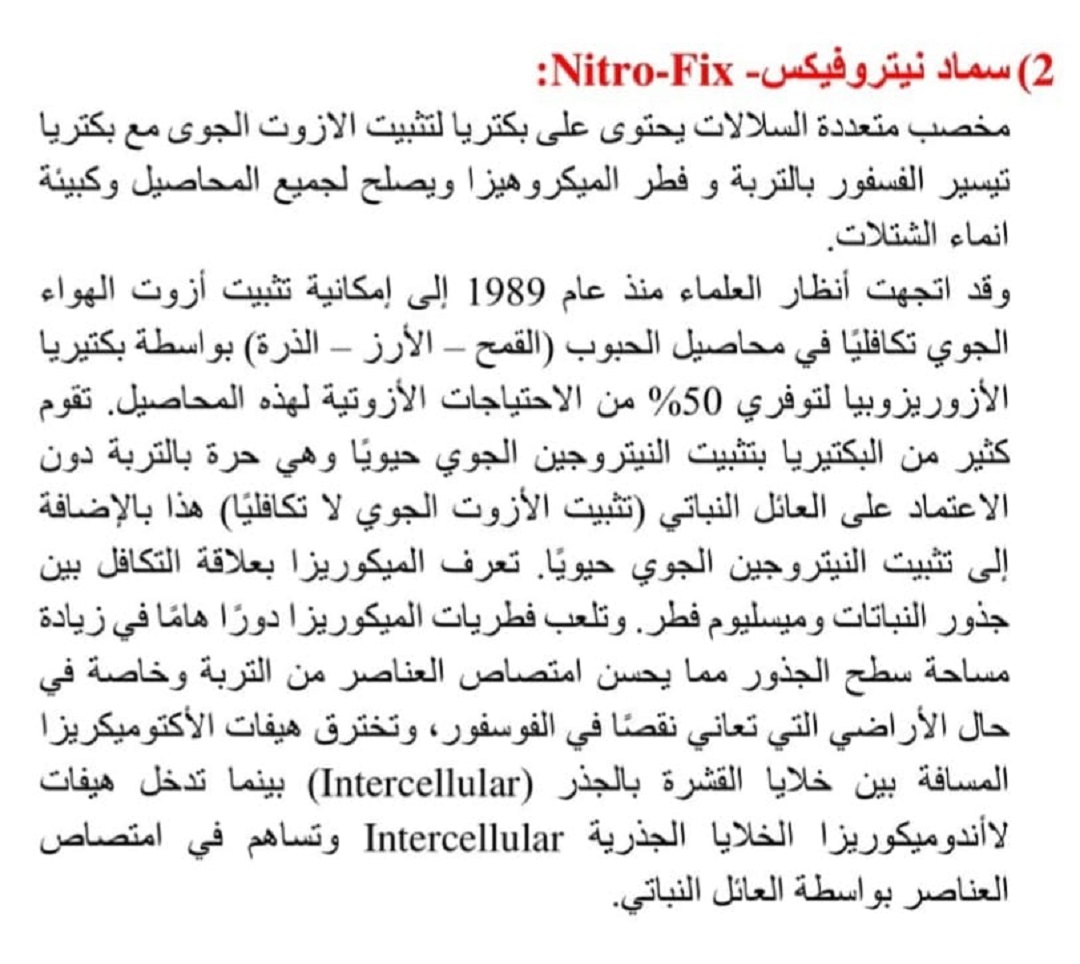 2) سماد نيتروفيكس- Nitro-Fix:
مخصب متعددة السلالات يحتوى على بكتريا لتثبيت الازوت الجوى مع بكتريا
تيسير الفسفور بالتربة و فطر الميكروهيزا ويصلح لجميع المحاصيل وكبيئة
انماء الشتلات.
وقد اتجهت أنظار العلماء منذ عام 1989 إلى إمكانية تثبيت أزوت الهواء
الجوي تكافليًا في محاصيل الحبوب (القمح – الأرز – الذرة) بواسطة بكتيريا
الأزوريزوبيا لتوفري 50% من الاحتياجات الأزوتية لهذه المحاصيل. تقوم
كثير من البكتيريا بتثبيت النيتروجين الجوي حيويًا وهي حرة بالتربة دون
الاعتماد على العائل النباتي (تثبيت الأزوت الجوي لا تكافليًا) هذا بالإضافة
إلى تثبيت النيتروجين الجوي حيويًا. تعرف الميكوريزا بعلاقة التكافل بين
جذور النباتات وميسليوم فطر. وتلعب فطريات الميكوريزا دورًا هامًا في زيادة
مساحة سطح الجذور مما يحسن امتصاص العناصر من التربة وخاصة في
حال الأراضي التي تعاني نقصًا في الفوسفور، وتخترق هيفات الأكتوميكريزا
المسافة بين خلايا القشرة بالجذر (Intercellular) بينما تدخل هيفات
لاأندوميكوريزا الخلايا الجذرية Intercellular وتساهم في امتصاص
العناصر بواسطة العائل النباتي.